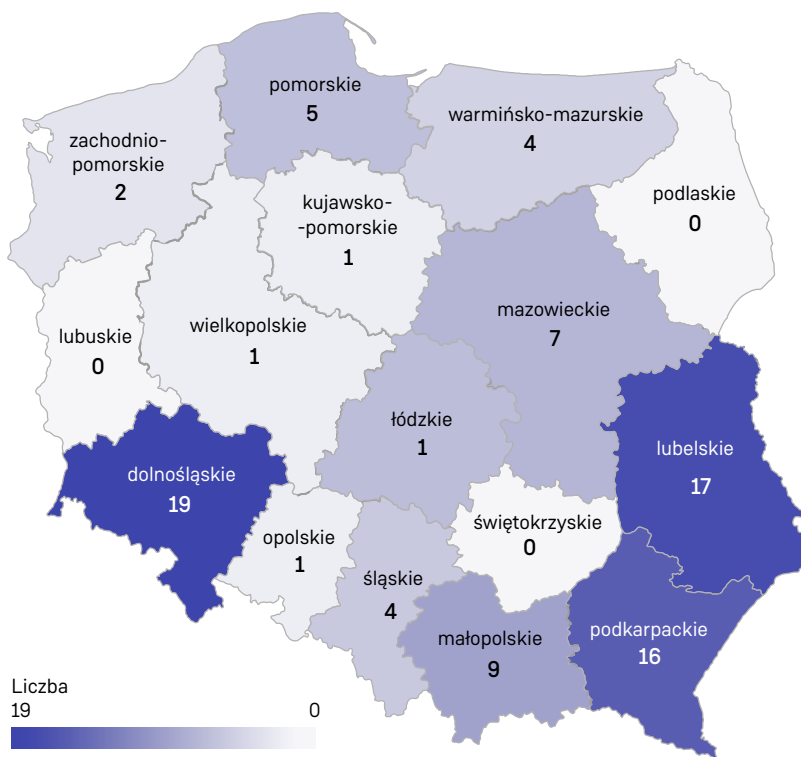 pomorskie
5
warmińsko-mazurskie
4
zachodnio-
pomorskie
2
podlaskie
0
kujawsko-
-pomorskie
1
mazowieckie
7
lubuskie
0
wielkopolskie
1
łódzkie
1
lubelskie
17
dolnośląskie
19
świętokrzyskie
0
opolskie
1
śląskie
4
małopolskie
9
podkarpackie
16
Liczba
19 0